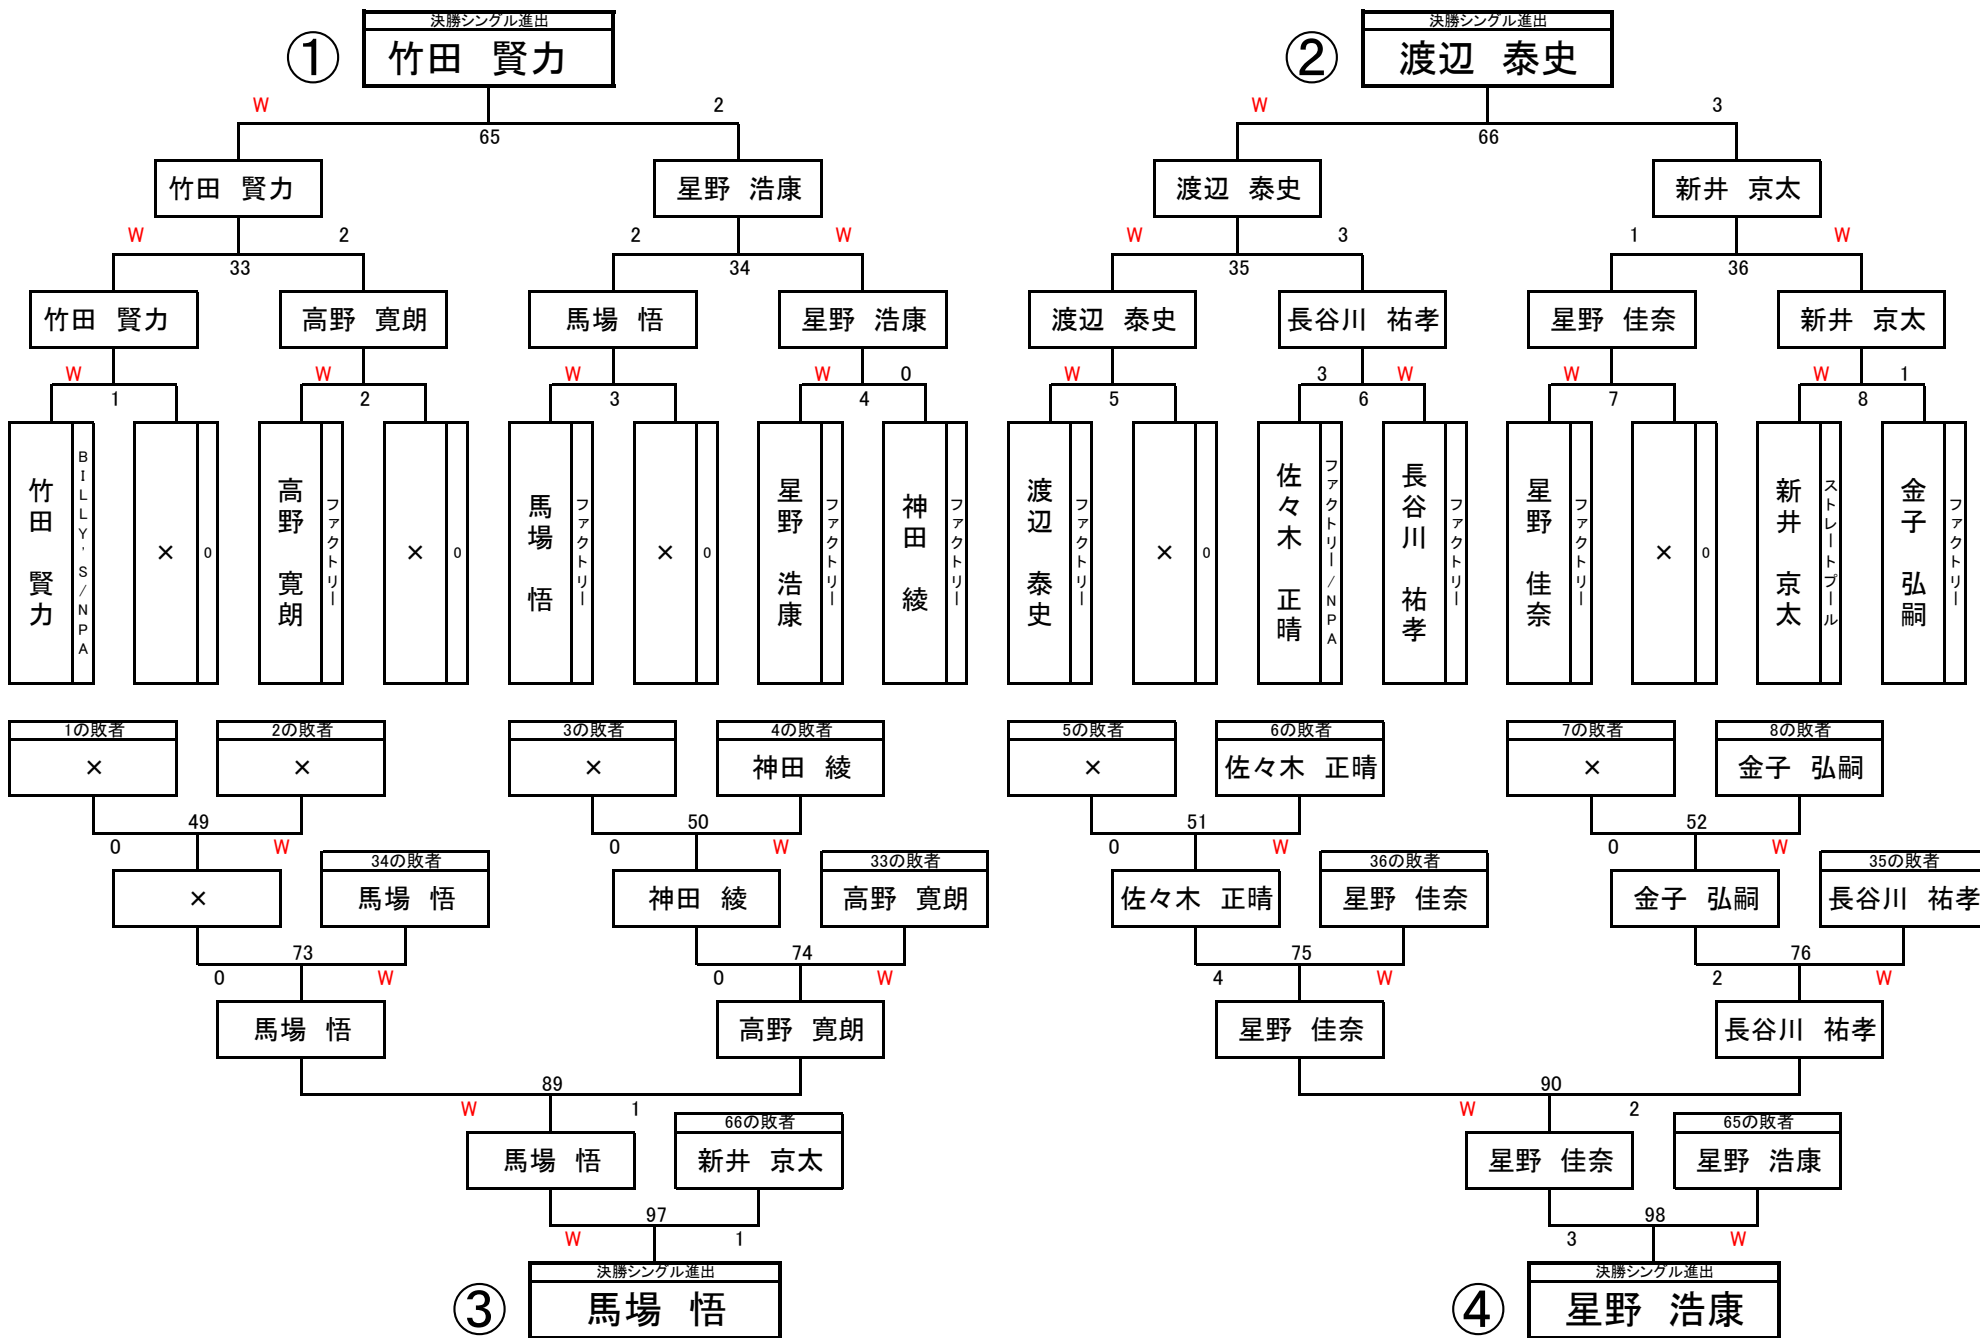 決勝シングル進出
① 竹田 賢力
決勝シングル進出
② 渡辺 泰史
W 2
65
W 3
66
竹田 賢力
星野 浩康
渡辺 泰史
新井 京太
W 2
33
2 W
34
W 3
35
1 W
36
竹田 賢力
高野 寛朗
馬場 悟
星野 浩康
渡辺 泰史
長谷川 祐孝
星野 佳奈
新井 京太
W
1
W
2
W
3
W 0
4
W
5
3 W
6
W
7
W 1
8
竹田 賢力
BILLY'S/NPA
×
0
高野 寛朗
ファクトリー
×
0
馬場 悟
ファクトリー
×
0
星野 浩康
ファクトリー
神田 綾
ファクトリー
渡辺 泰史
ファクトリー
×
0
佐々木 正晴
ファクトリー/NPA
長谷川 祐孝
ファクトリー
星野 佳奈
ファクトリー
×
0
新井 京太
ストレートプール
金子 弘嗣
ファクトリー
1の敗者
×
2の敗者
×
3の敗者
×
4の敗者
神田 綾
5の敗者
×
6の敗者
佐々木 正晴
7の敗者
×
8の敗者
金子 弘嗣
49
0 W
50
0 W
51
0 W
52
0 W
×
34の敗者
馬場 悟
神田 綾
33の敗者
高野 寛朗
佐々木 正晴
36の敗者
星野 佳奈
金子 弘嗣
35の敗者
長谷川 祐孝
73
0 W
74
0 W
75
4 W
76
2 W
馬場 悟
高野 寛朗
星野 佳奈
長谷川 祐孝
89
W 1
90
W 2
馬場 悟
66の敗者
新井 京太
星野 佳奈
65の敗者
星野 浩康
97
W 1
98
3 W
決勝シングル進出
③ 馬場 悟
決勝シングル進出
④ 星野 浩康